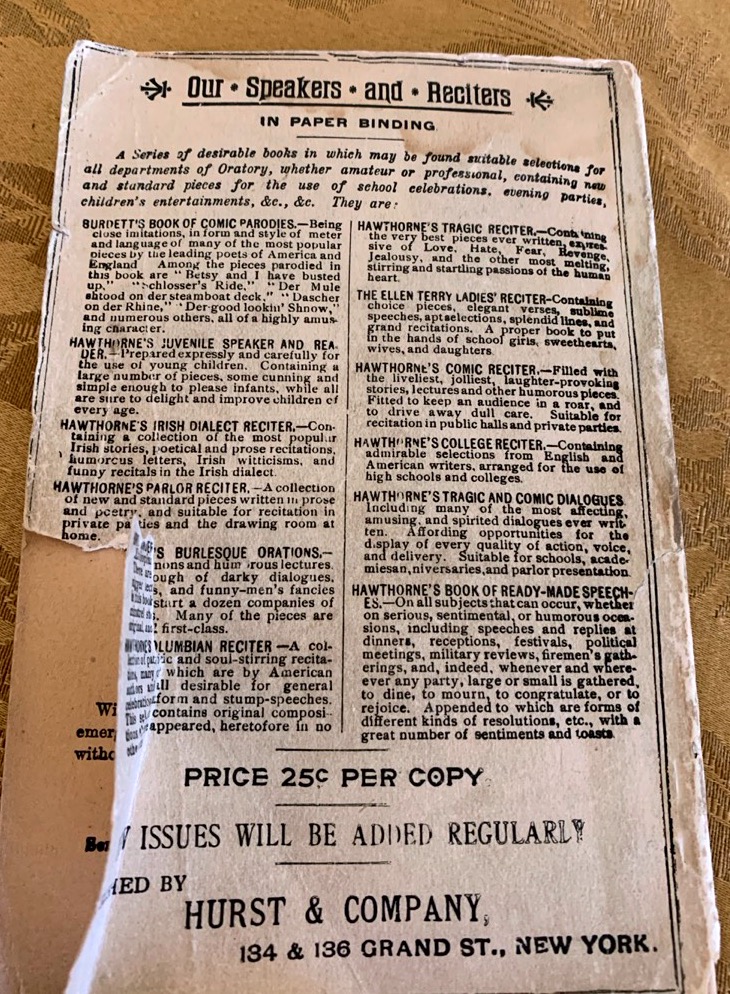 Our • Speakers • and • Reciters
IN PAPER BINDING
A Series of desirable books in which may be found suitable selections for
all departments of Oratory, whether amateur or professional, containing new
and standard pieces for the use of school celebrations, evening parties,
children's entertainments, &c., &c. They are:
BURDETT'S BOOK OF COMIC PARODIES.—Being
close imitations, in form and style of meter
and language of many of the most popular
pieces by the leading poets of America and
England Among the pieces parodied in
this book are "Betsy and I have busted
up," "Schlosser's Ride," "Der Mule
shtood on der steamboat deck," "Dascher
on der Rhine," "Der good lookin' Shnow,"
and numerous others, all of a highly amus-
ing character.
HAWTHORNE'S JUVENILE SPEAKER AND REA-
DER.—Prepared expressly and carefully for
the use of young children. Containing a
large number of pieces, some cunning and
simple enough to please infants, while all
are sure to delight and improve children of
every age.
HAWTHORNE'S IRISH DIALECT RECITER.—Con-
taining a collection of the most popular
Irish stories, poetical and prose recitations,
humorous letters, Irish witticisms, and
funny recitals in the Irish dialect.
HAWTHORNE'S PARLOR RECITER.—A collection
of new and standard pieces written in prose
and poetry, and suitable for recitation in
private parties and the drawing room at
home.
'S BURLESQUE ORATIONS.—
humorous lectures.
ough of darky dialogues,
s, and funny-men's fancies
start a dozen companies of
s. Many of the pieces are
first-class.
LUMBIAN RECITER—A col-
and soul-stirring recita-
which are by American
all desirable for general
form and stump-speeches.
contains original composi-
appeared, heretofore in no
HAWTHORNE'S TRAGIC RECITER.—Containing
the very best pieces ever written, expres-
sive of Love, Hate, Fear, Revenge,
Jealousy, and the other most melting,
stirring and startling passions of the human
heart.
THE ELLEN TERRY LADIES' RECITER-Containing
choice pieces, elegant verses, sublime
speeches, apt selections, splendid lines, and
grand recitations. A proper book to put
in the hands of school girls, sweethearts,
wives, and daughters
HAWTHORNE'S COMIC RECITER.—Filled with
the liveliest, jolliest, laughter-provoking
stories, lectures and other humorous pieces.
Fitted to keep an audience in a roar, and
to drive away dull care. Suitable for
recitation in public halls and private parties.
HAWTHORNE'S COLLEGE RECITER.—Containing
admirable selections from English and
American writers, arranged for the use of
high schools and colleges.
HAWTHORNE'S TRAGIC AND COMIC DIALOGUES
Including many of the most affecting,
amusing, and spirited dialogues ever writ-
ten. Affording opportunities for the
display of every quality of action, voice,
and delivery. Suitable for schools, acade-
miesan,niversaries,and parlor presentation.
HAWTHORNE'S BOOK OF READY-MADE SPEECH-
ES.—On all subjects that can occur, whether
on serious, sentimental, or humorous occa-
sions, including speeches and replies at
dinners, receptions, festivals, political
meetings, military reviews, firemen's gath-
erings, and, indeed, whenever and where-
ever any party, large or small is gathered,
to dine, to mourn, to congratulate, or to
rejoice. Appended to which are forms of
different kinds of resolutions, etc., with a
great number of sentiments and toasts.
Wi
emer
witho
PRICE 25c PER COPY
ISSUES WILL BE ADDED REGULARLY
HED BY
HURST & COMPANY,
134 & 136 GRAND ST., NEW YORK.